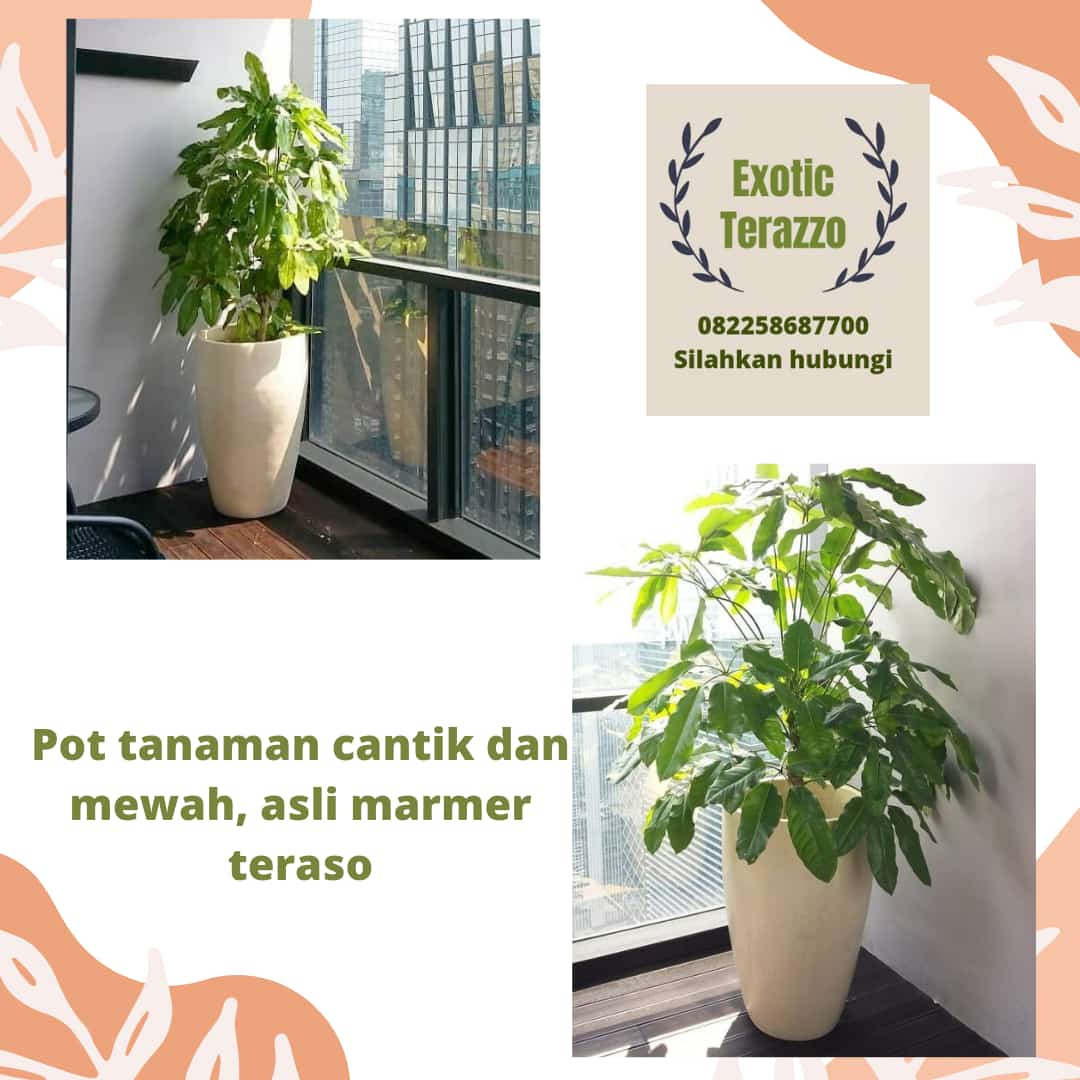 Exotic
Terazzo
082258687700
Silahkan hubungi
Pot tanaman cantik dan
mewah, asli marmer
teraso